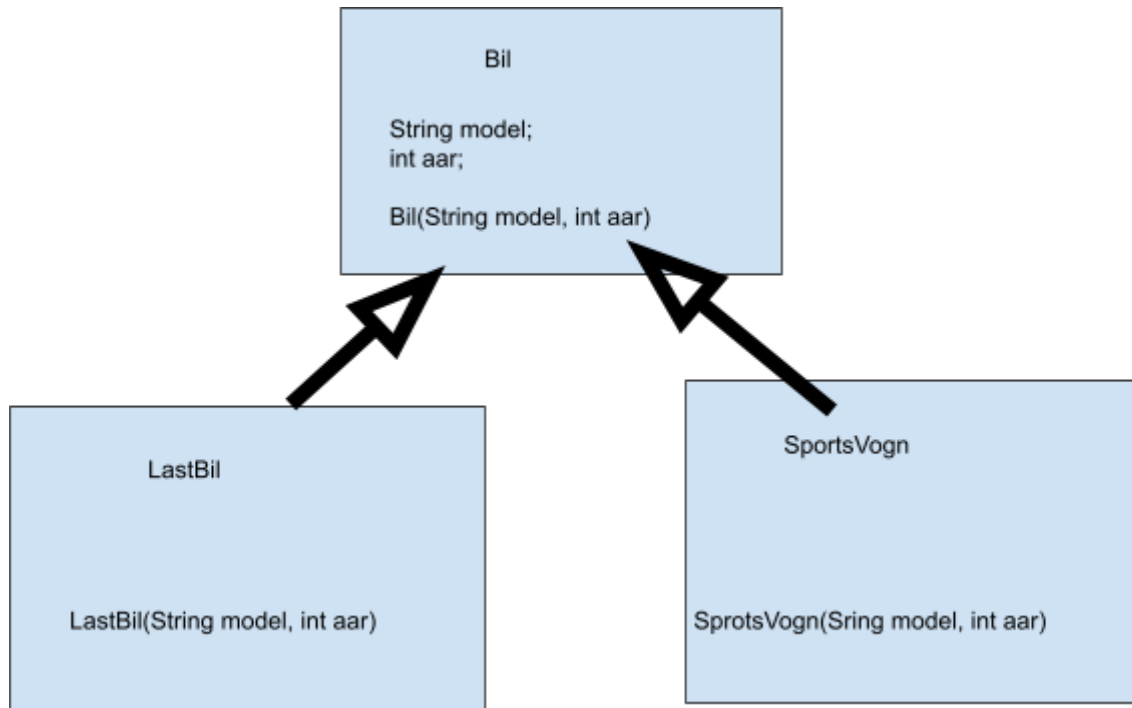 Bil
String model;
int aar;
Bil(String model, int aar)
LastBil
LastBil(String model, int aar)
SportsVogn
SprotsVogn(Sring model, int aar)